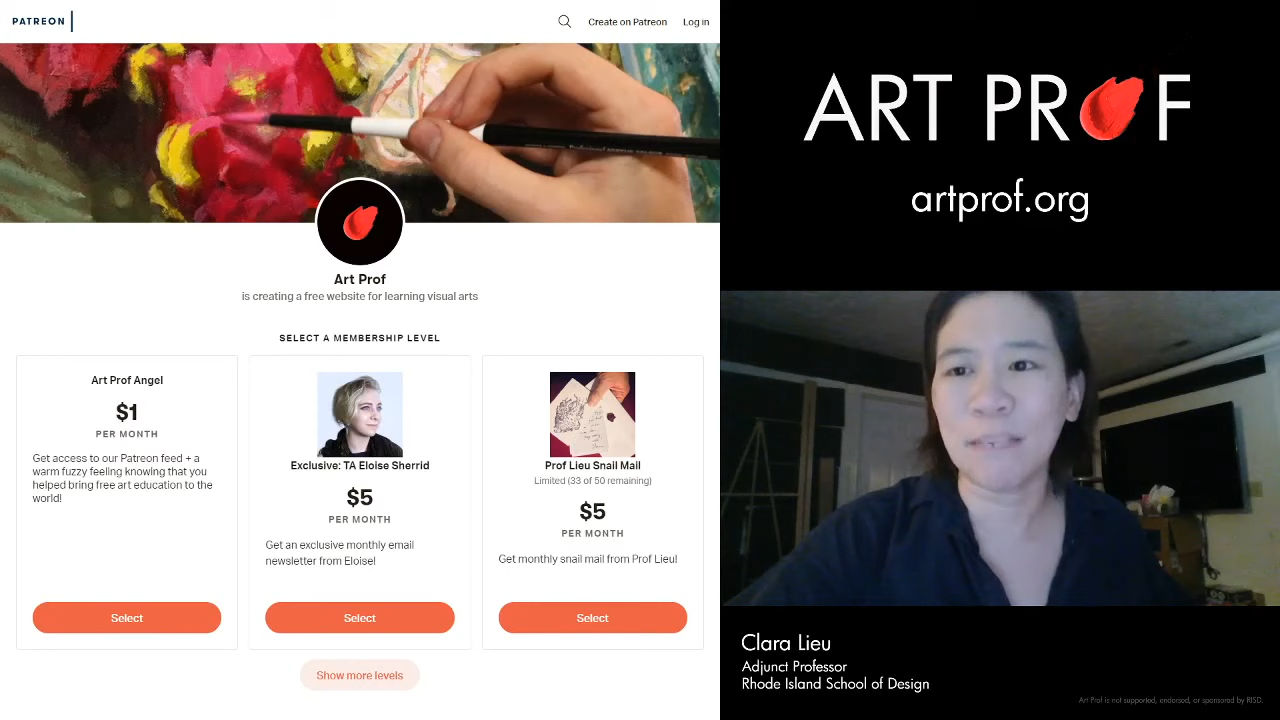 PATREON
Create on Patreon
Log in
Art Prof
is creating a free website for learning visual arts
SELECT A MEMBERSHIP LEVEL
Art Prof Angel
$1
PER MONTH
Get access to our Patreon feed + a
warm fuzzy feeling knowing that you
helped bring free art education to the
world!
Select
Exclusive: TA Eloise Sherrid
$5
PER MONTH
Get an exclusive monthly email
newsletter from Eloise!
Select
Prof Lieu Snail Mail
Limited (33 of 50 remaining)
$5
PER MONTH
Get monthly snail mail from Prof Lieu!
Select
Show more levels
ART PROF
artprof.org
Clara Lieu
Adjunct Professor
Rhode Island School of Design
Art Prof is not supported, endorsed, or sponsored by RISD.